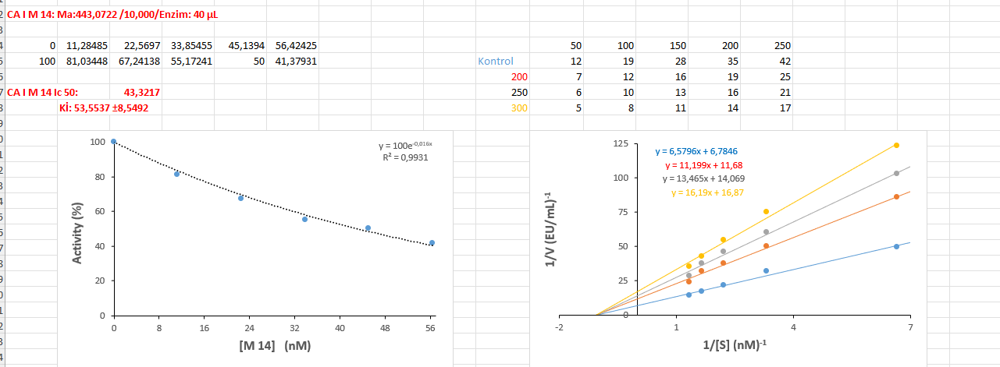 CA I M 14: Ma:443,0722 /10,000/Enzim: 40 µL
0 11,28485 22,5697 33,85455 45,1394 56,42425
50 100 150 200 250
100 81,03448 67,24138 55,17241 50 41,37931
Kontrol 12 19 28 35 42
200 7 12 16 19 25
CA I M 14 Ic 50: 43,3217
250 6 10 13 16 21
Kİ: 53,5537 ±8,5492
300 5 8 11 14 17
100
80
60
40
20
0
Activity (%)
y = 100e-0,016x
R² = 0,9931
0 8 16 24 32 40 48 56
[M 14] (nM)
125
100
75
50
25
0
1/V (EU/mL)-1
y = 6,5796x + 6,7846
y = 11,199x + 11,68
y = 13,465x + 14,069
y = 16,19x + 16,87
-2 1 4 7
1/[S] (nM)-1